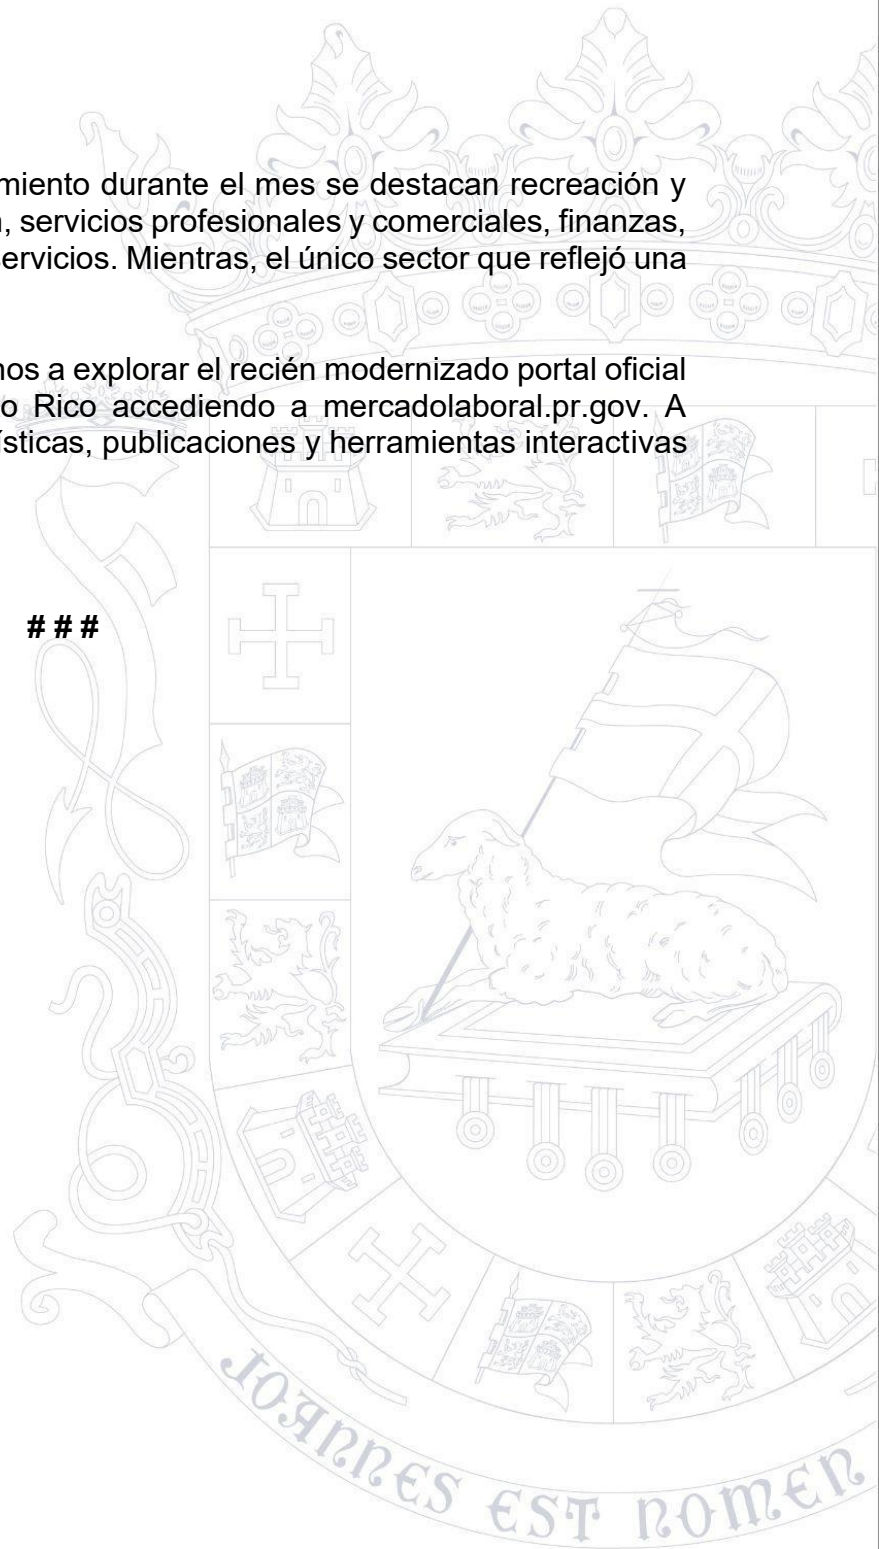 miento durante el mes se destacan recreación y
, servicios profesionales y comerciales, finanzas,
ervicios. Mientras, el único sector que reflejó una
nos a explorar el recién modernizado portal oficial
o Rico accediendo a mercadolaboral.pr.gov. A
ísticas, publicaciones y herramientas interactivas
# # #
JOANNES EST NOMEN